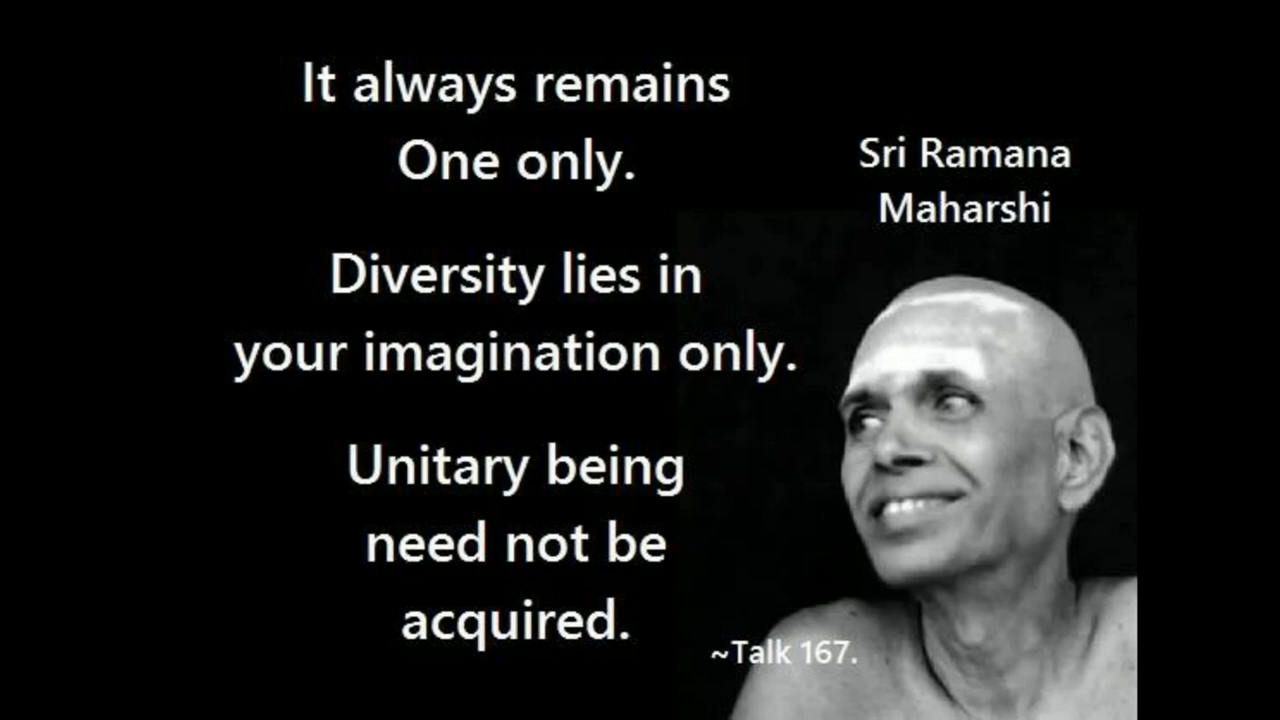 It always remains
One only.
Diversity lies in
your imagination only.
Unitary being
need not be
acquired.
Sri Ramana
Maharshi
~Talk 167.